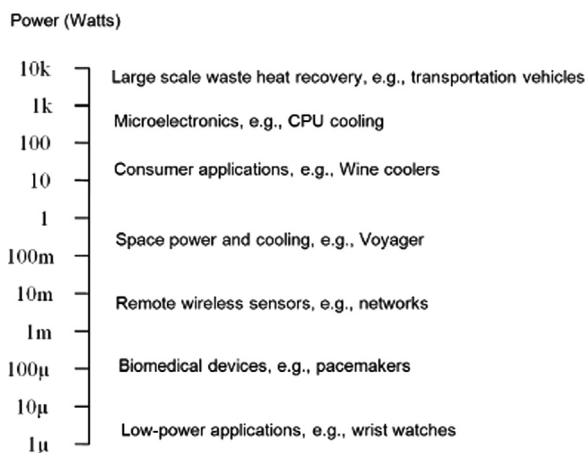 Power (Watts)
10k
Large scale waste heat recovery, e.g., transportation vehicles
1k
Microelectronics, e.g., CPU cooling
100
Consumer applications, e.g., Wine coolers
10
1
Space power and cooling, e.g., Voyager
100m
10m
Remote wireless sensors, e.g., networks
1m
100μ
Biomedical devices, e.g., pacemakers
10μ
Low-power applications, e.g., wrist watches
1μ